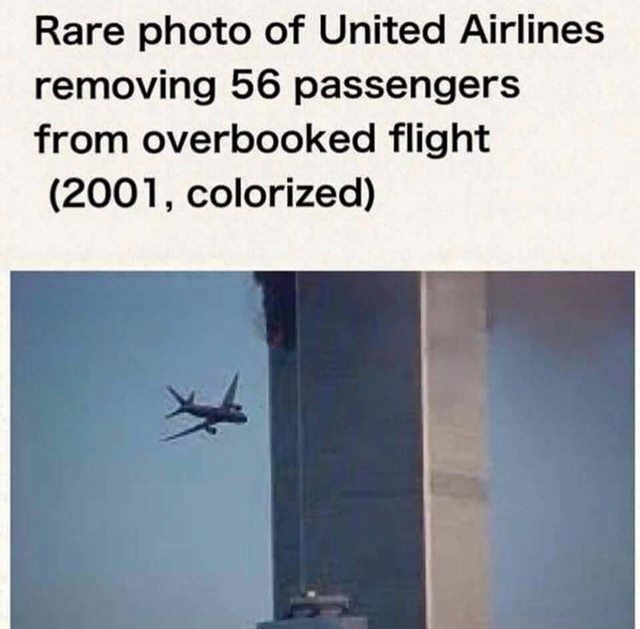 Rare photo of United Airlines
removing 56 passengers
from overbooked flight
(2001, colorized)